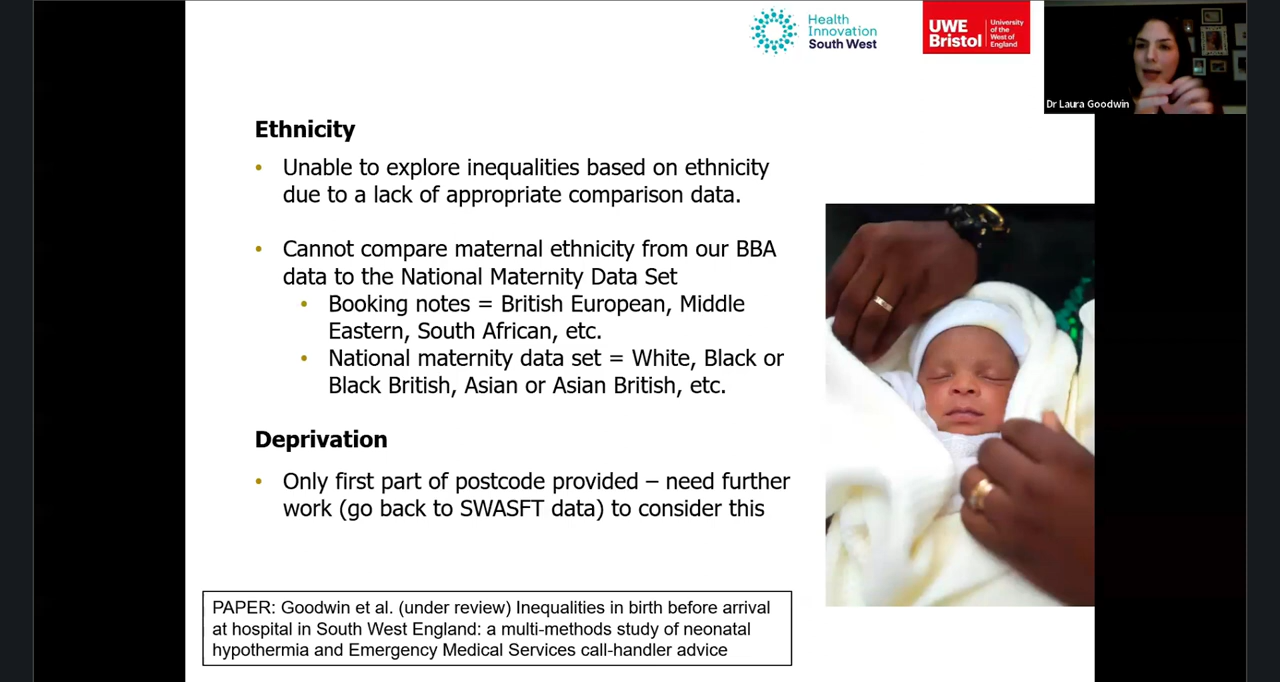 Health
Innovation
South West
UWE
Bristol
University
of the
West of
England
Dr Laura Goodwin
Ethnicity
• Unable to explore inequalities based on ethnicity
due to a lack of appropriate comparison data.
• Cannot compare maternal ethnicity from our BBA
data to the National Maternity Data Set
• Booking notes = British European, Middle
Eastern, South African, etc.
• National maternity data set = White, Black or
Black British, Asian or Asian British, etc.
Deprivation
• Only first part of postcode provided – need further
work (go back to SWASFT data) to consider this
PAPER: Goodwin et al. (under review) Inequalities in birth before arrival
at hospital in South West England: a multi-methods study of neonatal
hypothermia and Emergency Medical Services call-handler advice